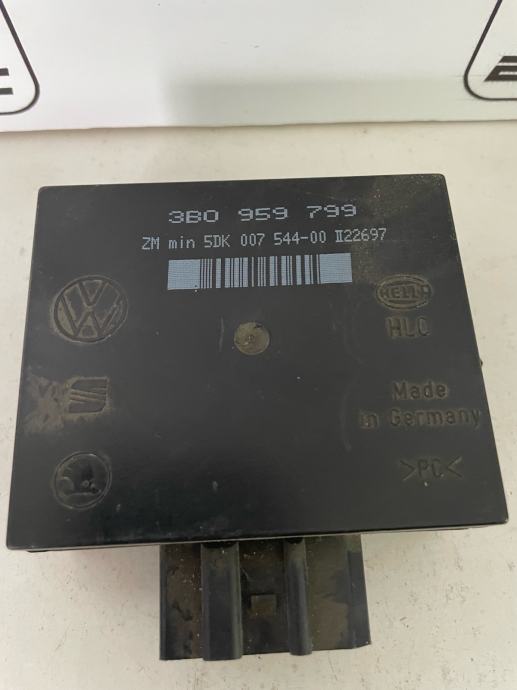 3B0 959 799
ZM min 5DK 007 544-00 II22697
HELLA
HLC
Made
in Germany
>PC<